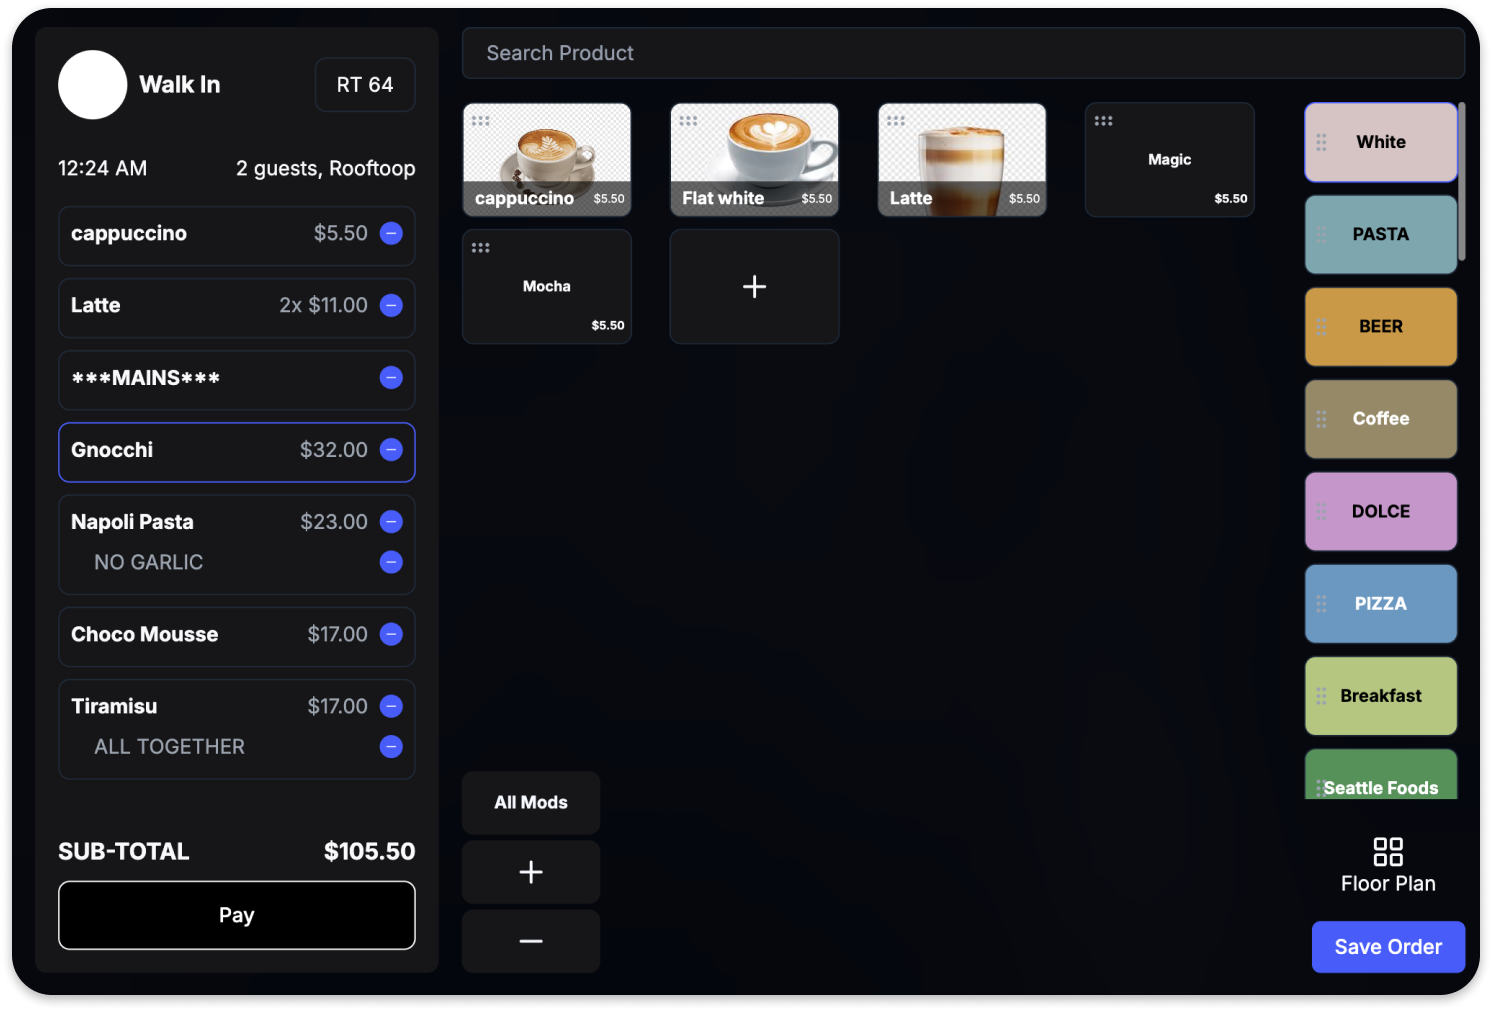 Walk In
RT 64
12:24 AM
2 guests, Rooftoop
cappuccino $5.50
Latte 2x $11.00
***MAINS***
Gnocchi $32.00
Napoli Pasta $23.00
NO GARLIC
Choco Mousse $17.00
Tiramisu $17.00
ALL TOGETHER
SUB-TOTAL $105.50
Pay
Search Product
cappuccino $5.50
Flat white $5.50
Latte $5.50
Magic
$5.50
Mocha
$5.50
+
All Mods
+
−
White
PASTA
BEER
Coffee
DOLCE
PIZZA
Breakfast
Seattle Foods
Floor Plan
Save Order